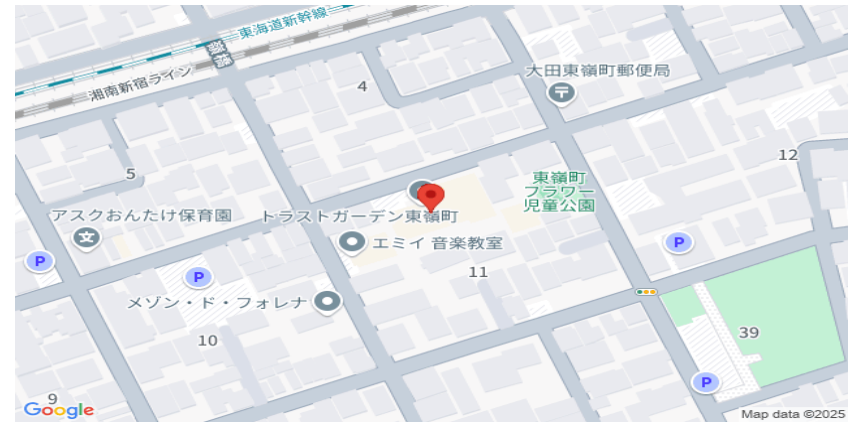 東海道新幹線
嶺橋
湘南新宿ライン
4
大田東嶺町郵便局
〒
5
12
東嶺町
フラワー
児童公園
アスクおんたけ保育園
文
トラストガーデン東嶺町
エミイ 音楽教室
P
P
P
11
メゾン・ド・フォレナ
10
39
P
9
Google
Map data ©2025